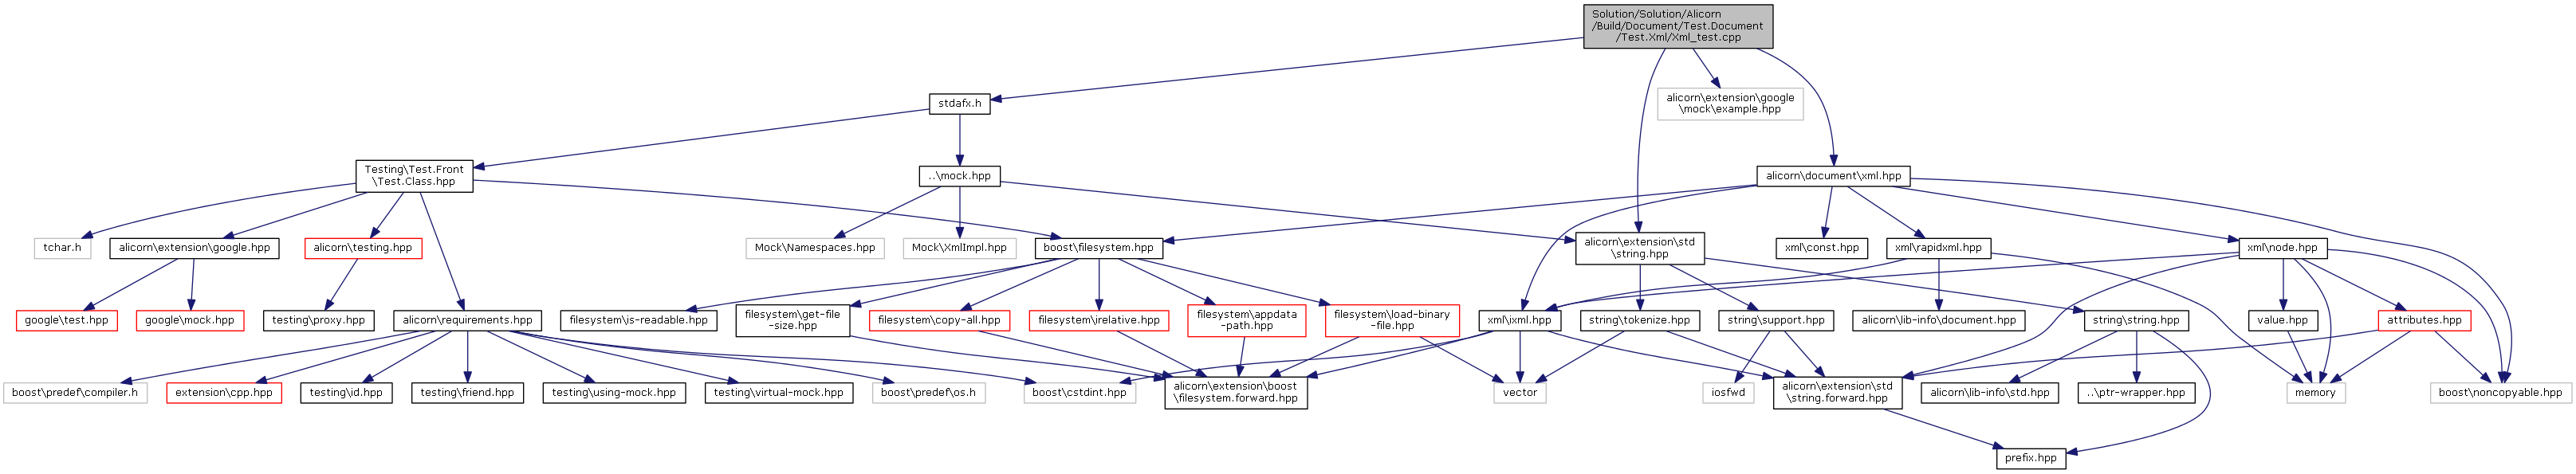 Solution/Solution/Alicorn
/Build/Document/Test.Document
/Test.Xml/Xml_test.cpp
stdafx.h
alicorn\extension\google
\mock\example.hpp
Testing\Test.Front
\Test.Class.hpp
..\mock.hpp
alicorn\document\xml.hpp
tchar.h
alicorn\extension\google.hpp
alicorn\testing.hpp
Mock\Namespaces.hpp
Mock\XmlImpl.hpp
boost\filesystem.hpp
alicorn\extension\std
\string.hpp
xml\const.hpp
xml\rapidxml.hpp
xml\node.hpp
google\test.hpp
google\mock.hpp
testing\proxy.hpp
alicorn\requirements.hpp
filesystem\is-readable.hpp
filesystem\get-file
-size.hpp
filesystem\copy-all.hpp
filesystem\irelative.hpp
filesystem\appdata
-path.hpp
filesystem\load-binary
-file.hpp
xml\ixml.hpp
string\tokenize.hpp
string\support.hpp
alicorn\lib-info\document.hpp
string\string.hpp
value.hpp
attributes.hpp
boost\predef\compiler.h
extension\cpp.hpp
testing\id.hpp
testing\friend.hpp
testing\using-mock.hpp
testing\virtual-mock.hpp
boost\predef\os.h
boost\cstdint.hpp
alicorn\extension\boost
\filesystem.forward.hpp
vector
iosfwd
alicorn\extension\std
\string.forward.hpp
alicorn\lib-info\std.hpp
..\ptr-wrapper.hpp
memory
boost\noncopyable.hpp
prefix.hpp